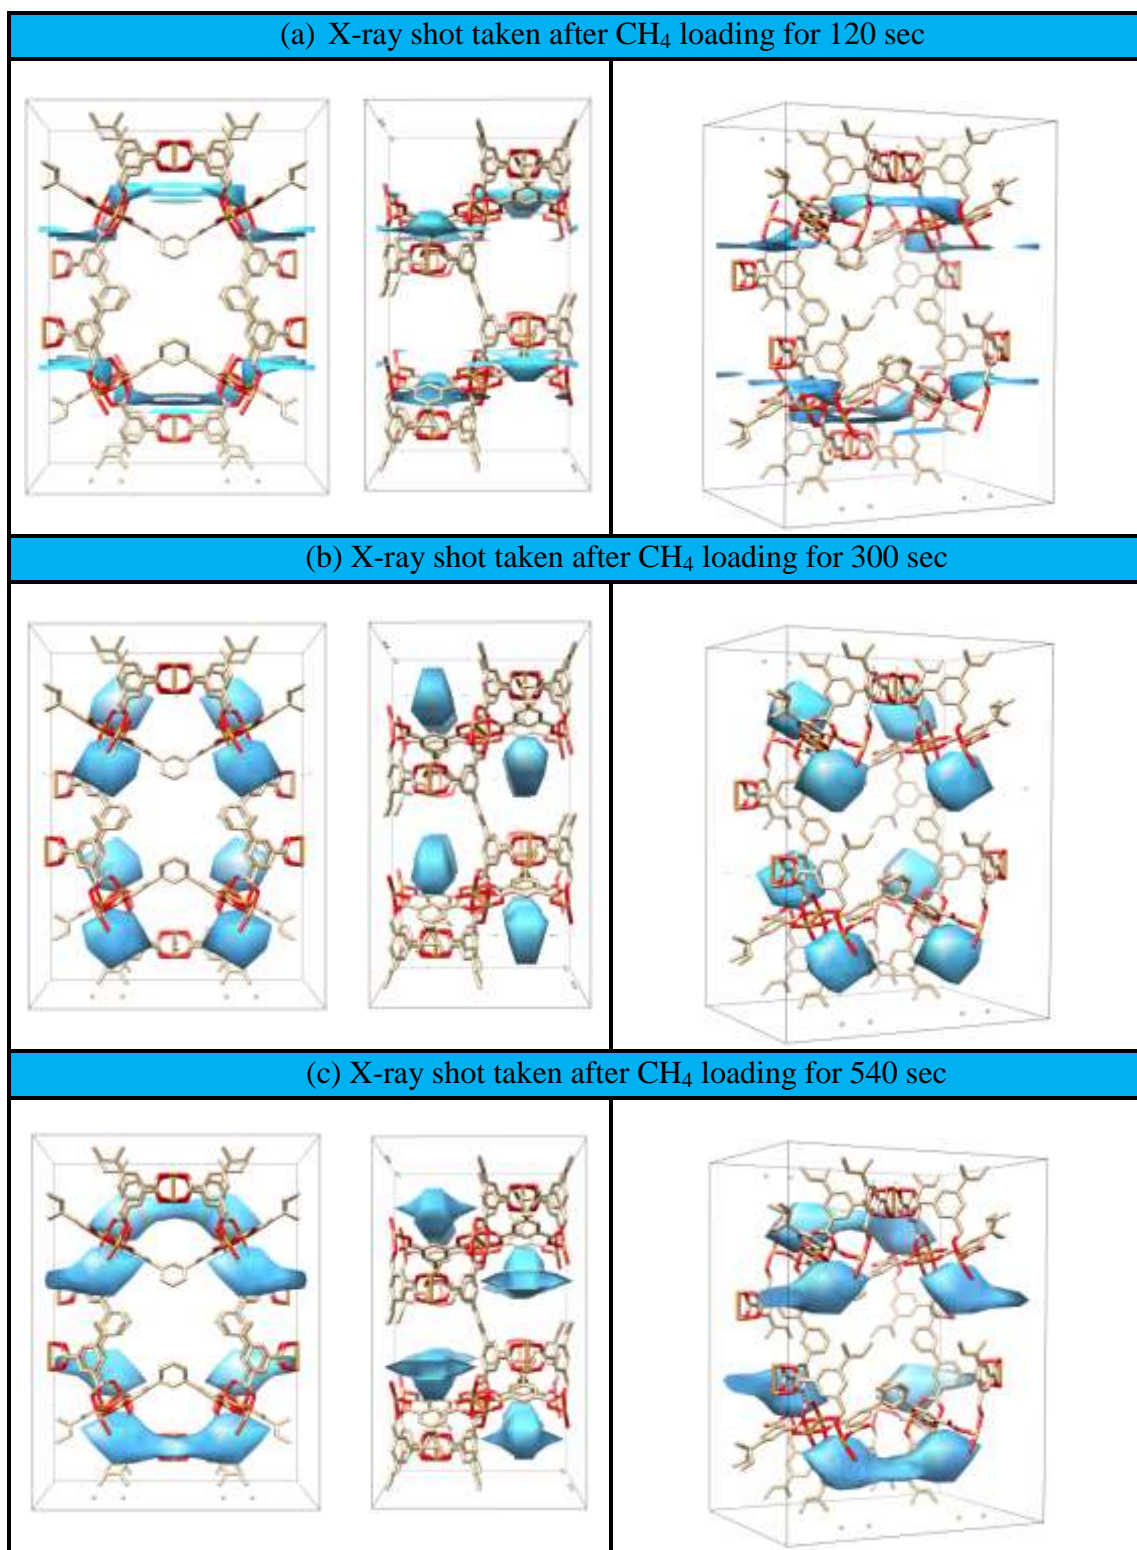 (a) X-ray shot taken after CH₄ loading for 120 sec
(b) X-ray shot taken after CH₄ loading for 300 sec
(c) X-ray shot taken after CH₄ loading for 540 sec